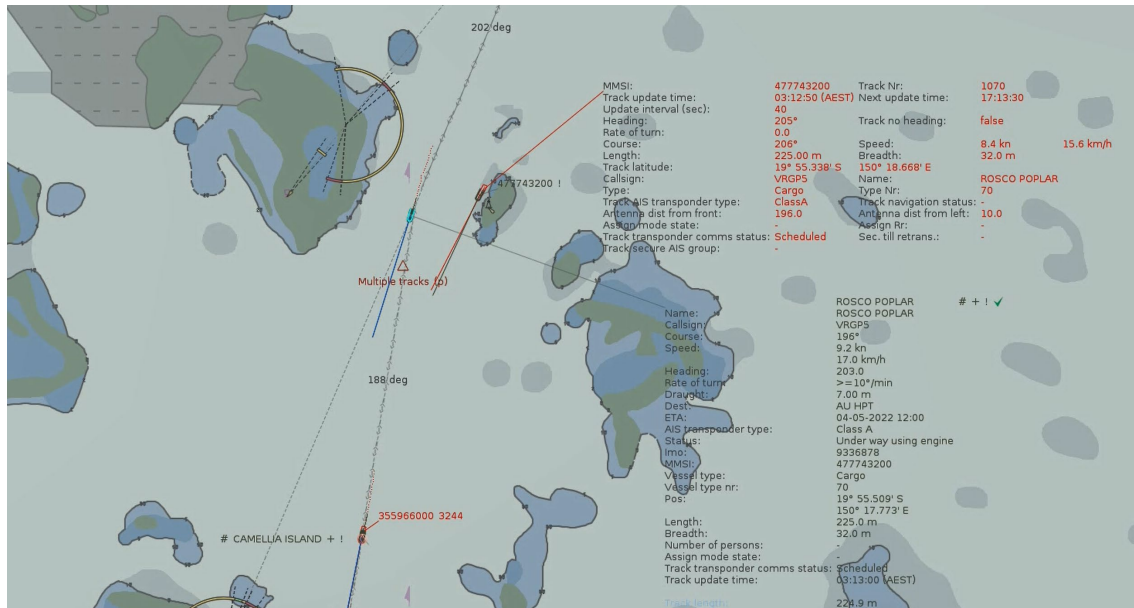 202 deg
MMSI: 477743200 Track Nr: 1070
Track update time: 03:12:50 (AEST) Next update time: 17:13:30
Update interval (sec): 40
Heading: 205° Track no heading: false
Rate of turn: 0.0
Course: 206° Speed: 8.4 kn 15.6 km/h
Length: 225.00 m Breadth: 32.0 m
Track latitude: 19° 55.338' S 150° 18.668' E
Callsign: VRGP5 Name: ROSCO POPLAR
Type: Cargo Type Nr: 70
Track AIS transponder type: ClassA Track navigation status: -
Antenna dist from front: 196.0 Antenna dist from left: 10.0
Assign mode state: - Assign Rr: -
Track transponder comms status: Scheduled Sec. till retrans.: -
Track secure AIS group: -
477743200 !
Multiple tracks (p)
ROSCO POPLAR # + ! ✓
Name: ROSCO POPLAR
Callsign: VRGP5
Course: 196°
Speed: 9.2 kn
17.0 km/h
Heading: 203.0
Rate of turn: >=10°/min
Draught: 7.00 m
Dest: AU HPT
ETA: 04-05-2022 12:00
AIS transponder type: Class A
Status: Under way using engine
Imo: 9336878
MMSI: 477743200
Vessel type: Cargo
Vessel type nr: 70
Pos: 19° 55.509' S
150° 17.773' E
Length: 225.0 m
Breadth: 32.0 m
Number of persons: -
Assign mode state: -
Track transponder comms status: Scheduled
Track update time: 03:13:00 (AEST)
Track length: 224.9 m
188 deg
355966000 3244
# CAMELLIA ISLAND + !